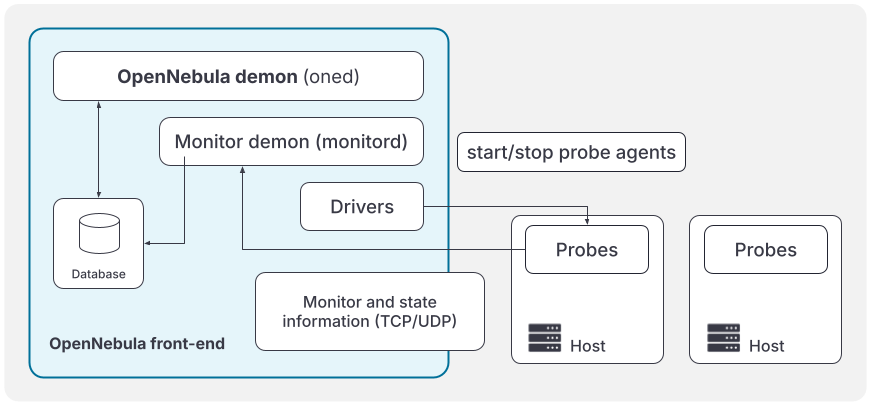 OpenNebula demon (oned)
Monitor demon (monitord)
start/stop probe agents
Drivers
Probes
Probes
Database
Monitor and state
information (TCP/UDP)
OpenNebula front-end
Host
Host